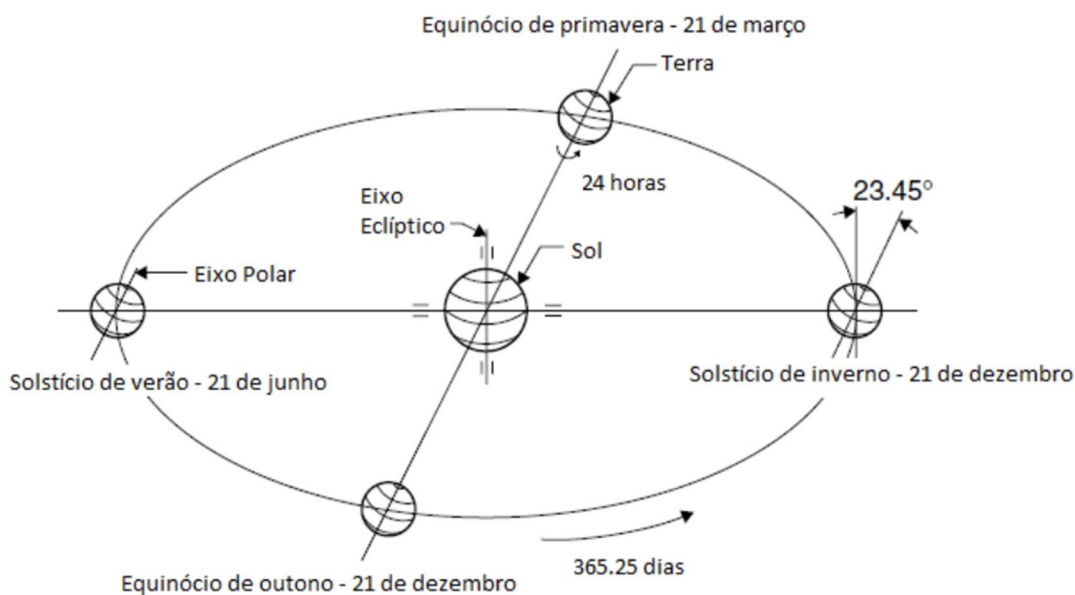 Equinócio de primavera - 21 de março
Terra
24 horas
23.45º
Eixo
Eclíptico
Sol
Eixo Polar
Solstício de verão - 21 de junho
Solstício de inverno - 21 de dezembro
365.25 dias
Equinócio de outono - 21 de dezembro